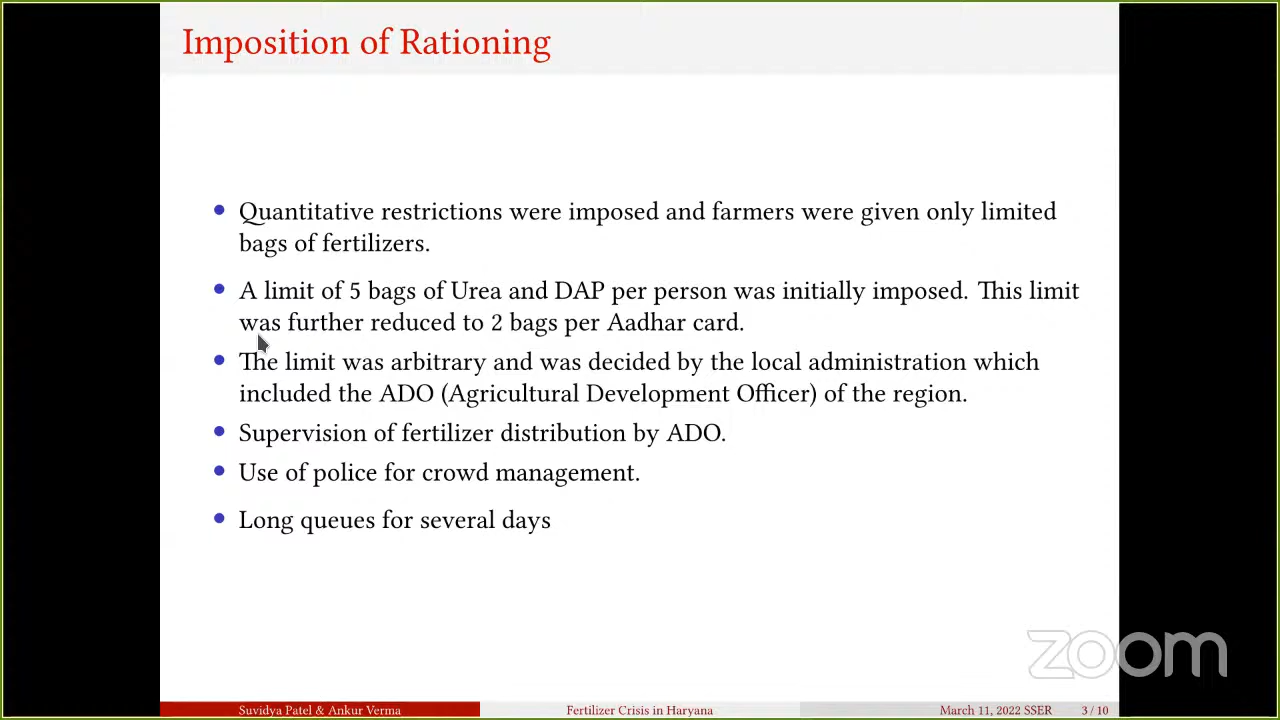 Imposition of Rationing
Quantitative restrictions were imposed and farmers were given only limited
bags of fertilizers.
A limit of 5 bags of Urea and DAP per person was initially imposed. This limit
was further reduced to 2 bags per Aadhar card.
The limit was arbitrary and was decided by the local administration which
included the ADO (Agricultural Development Officer) of the region.
Supervision of fertilizer distribution by ADO.
Use of police for crowd management.
Long queues for several days
zoom
Suvidya Patel & Ankur Verma Fertilizer Crisis in Haryana March 11, 2022 SSER 3 / 10